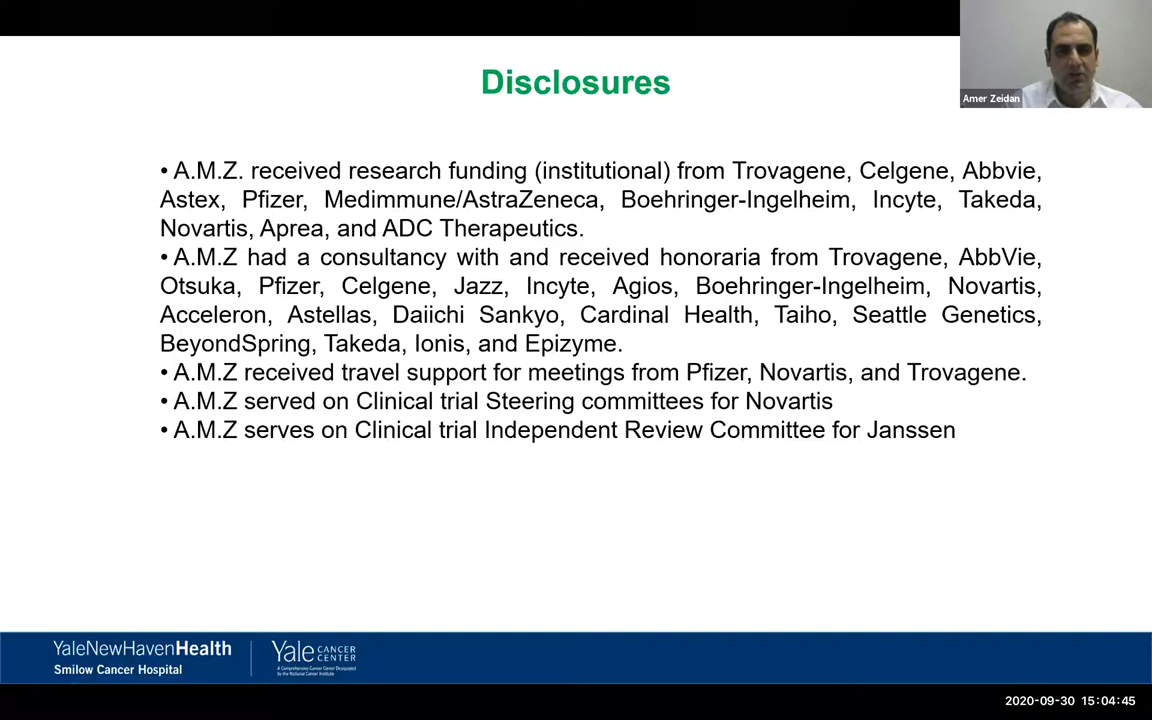 Disclosures
Amer Zeidan
• A.M.Z. received research funding (institutional) from Trovagene, Celgene, Abbvie,
Astex, Pfizer, Medimmune/AstraZeneca, Boehringer-Ingelheim, Incyte, Takeda,
Novartis, Aprea, and ADC Therapeutics.
• A.M.Z had a consultancy with and received honoraria from Trovagene, AbbVie,
Otsuka, Pfizer, Celgene, Jazz, Incyte, Agios, Boehringer-Ingelheim, Novartis,
Acceleron, Astellas, Daiichi Sankyo, Cardinal Health, Taiho, Seattle Genetics,
BeyondSpring, Takeda, Ionis, and Epizyme.
• A.M.Z received travel support for meetings from Pfizer, Novartis, and Trovagene.
• A.M.Z served on Clinical trial Steering committees for Novartis
• A.M.Z serves on Clinical trial Independent Review Committee for Janssen
YaleNewHavenHealth
Smilow Cancer Hospital
Yale CANCER CENTER
A Comprehensive Cancer Center Designated
by the National Cancer Institute
2020-09-30 15:04:45